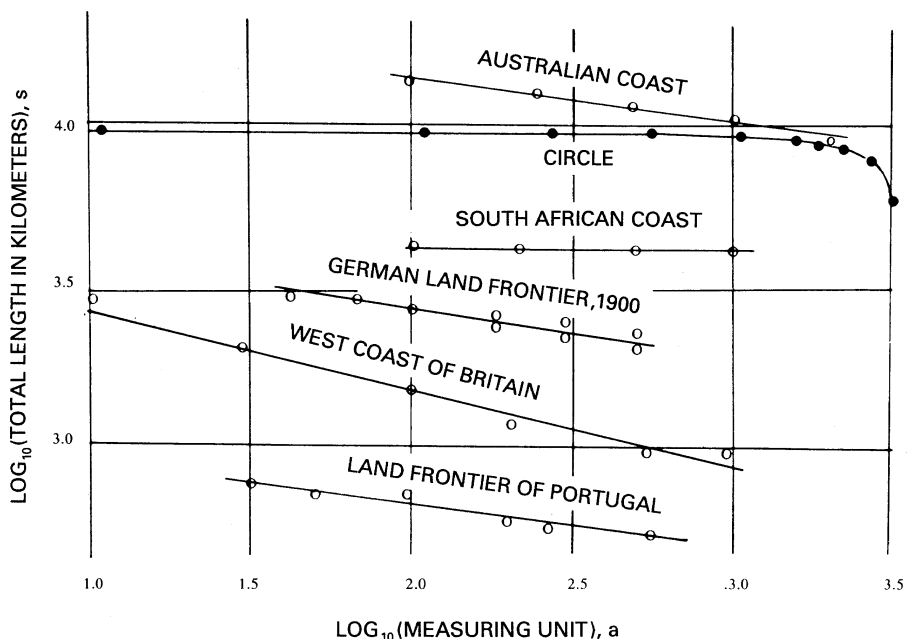 AUSTRALIAN COAST
4.0
CIRCLE
SOUTH AFRICAN COAST
GERMAN LAND FRONTIER, 1900
3.5
WEST COAST OF BRITAIN
3.0
LAND FRONTIER OF PORTUGAL
LOG10(TOTAL LENGTH IN KILOMETERS), s
1.0 1.5 2.0 2.5 .3.0 3.5
LOG10(MEASURING UNIT), a